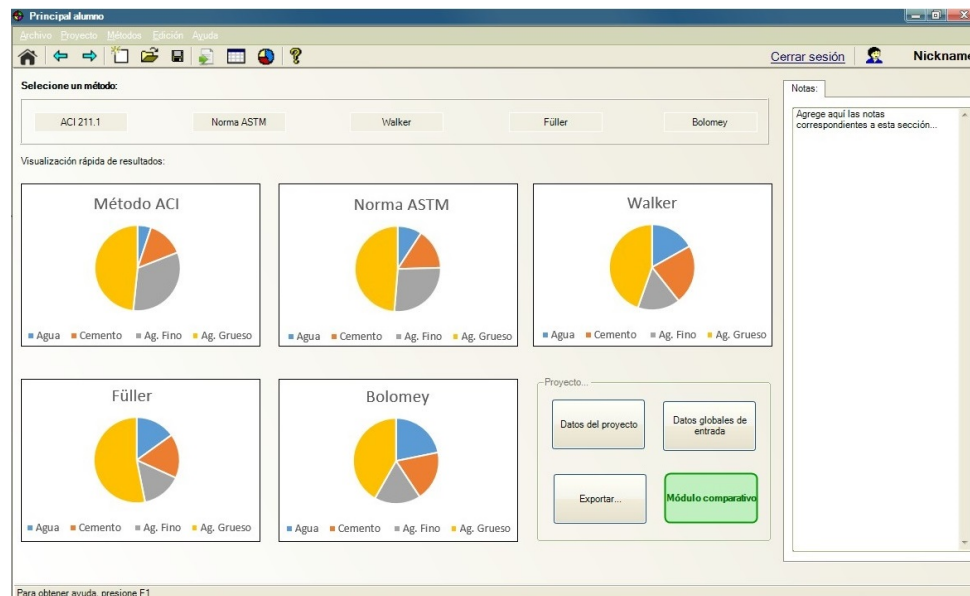 Principal alumno
Archivo Proyecto Métodos Edición Ayuda
Cerrar sesión Nickname
Selecione un método:
ACI 211.1 Norma ASTM Walker Füller Bolomey
Notas:
Agrege aquí las notas
correspondientes a esta sección...
Visualización rápida de resultados:
Método ACI
Agua Cemento Ag. Fino Ag. Grueso
Norma ASTM
Agua Cemento Ag. Fino Ag. Grueso
Walker
Agua Cemento Ag. Fino Ag. Grueso
Füller
Agua Cemento Ag. Fino Ag. Grueso
Bolomey
Agua Cemento Ag. Fino Ag. Grueso
Proyecto...
Datos del proyecto
Datos globales de
entrada
Exportar...
Módulo comparativo
Para obtener ayuda, presione F1